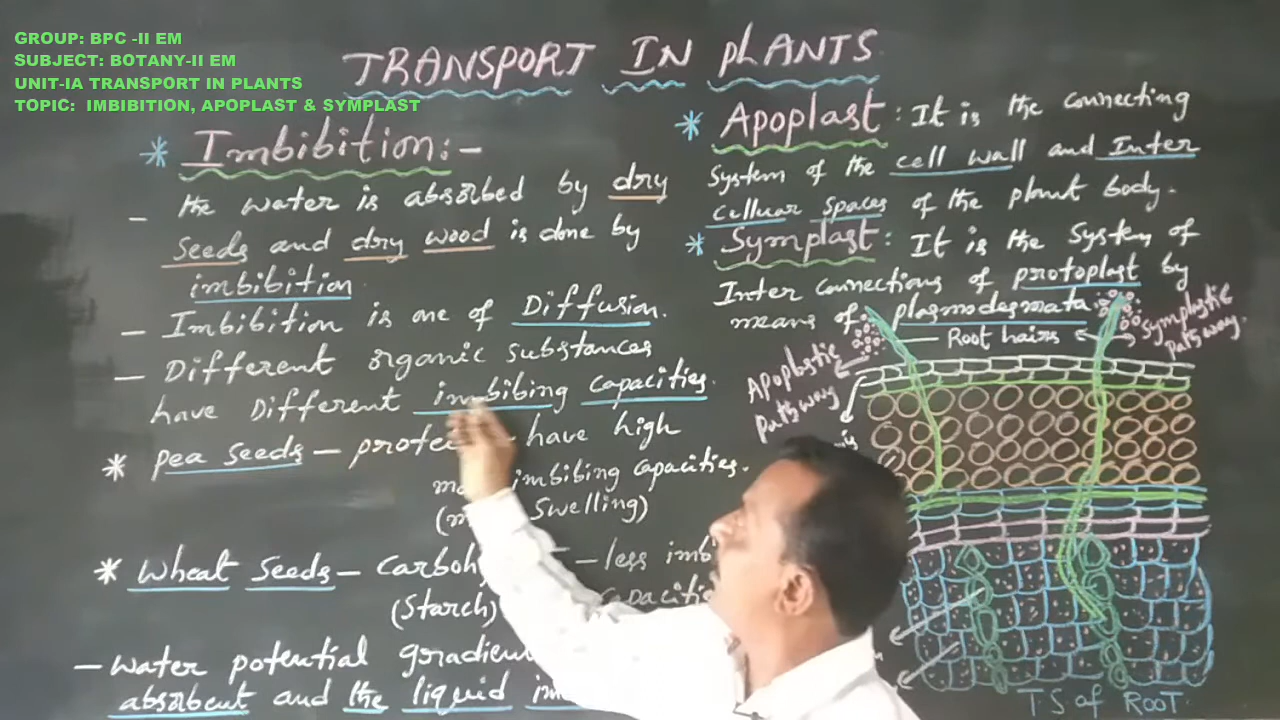 GROUP: BPC -II EM
SUBJECT: BOTANY-II EM
UNIT-IA TRANSPORT IN PLANTS
TOPIC: IMBIBITION, APOPLAST & SYMPLAST
TRANSPORT IN PLANTS
* Imbibition:-
- the water is absorbed by dry
seeds and dry wood is done by
imbibition
- Imbibition is one of Diffusion.
- Different organic substances
have Different imbibing capacities.
* pea seeds - have high
imbibing capacities.
Swelling)
* Wheat seeds - - less
(Starch)
- water potential
absorbent and the liquid
* Apoplast: It is the connecting
System of the cell wall and Inter
celluar spaces of the plant body.
* Symplast: It is the System of
Inter connections of protoplast by
means of plasmodesmata
Root hairs
Symplastic
pathway.
Apoplastic
pathway
T.S of ROOT